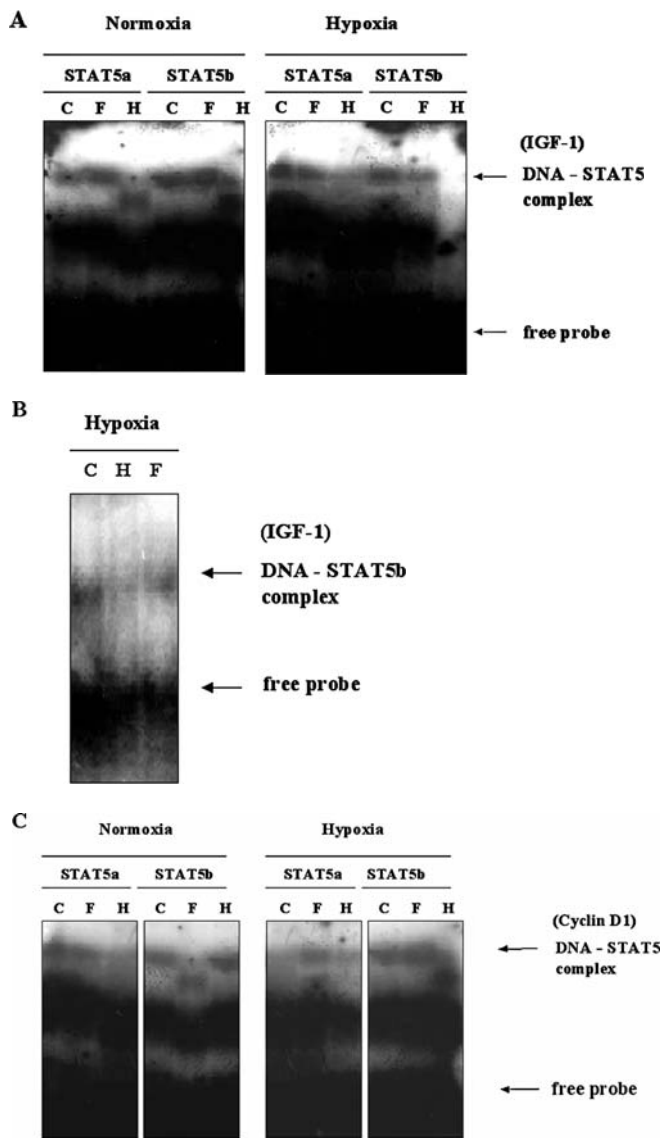 A
Normoxia Hypoxia
STAT5a STAT5b STAT5a STAT5b
C F H C F H C F H C F H
(IGF-1)
DNA - STAT5
complex
free probe
B
Hypoxia
C H F
(IGF-1)
DNA - STAT5b
complex
free probe
C
Normoxia Hypoxia
STAT5a STAT5b STAT5a STAT5b
C F H C F H C F H C F H
(Cyclin D1)
DNA - STAT5
complex
free probe